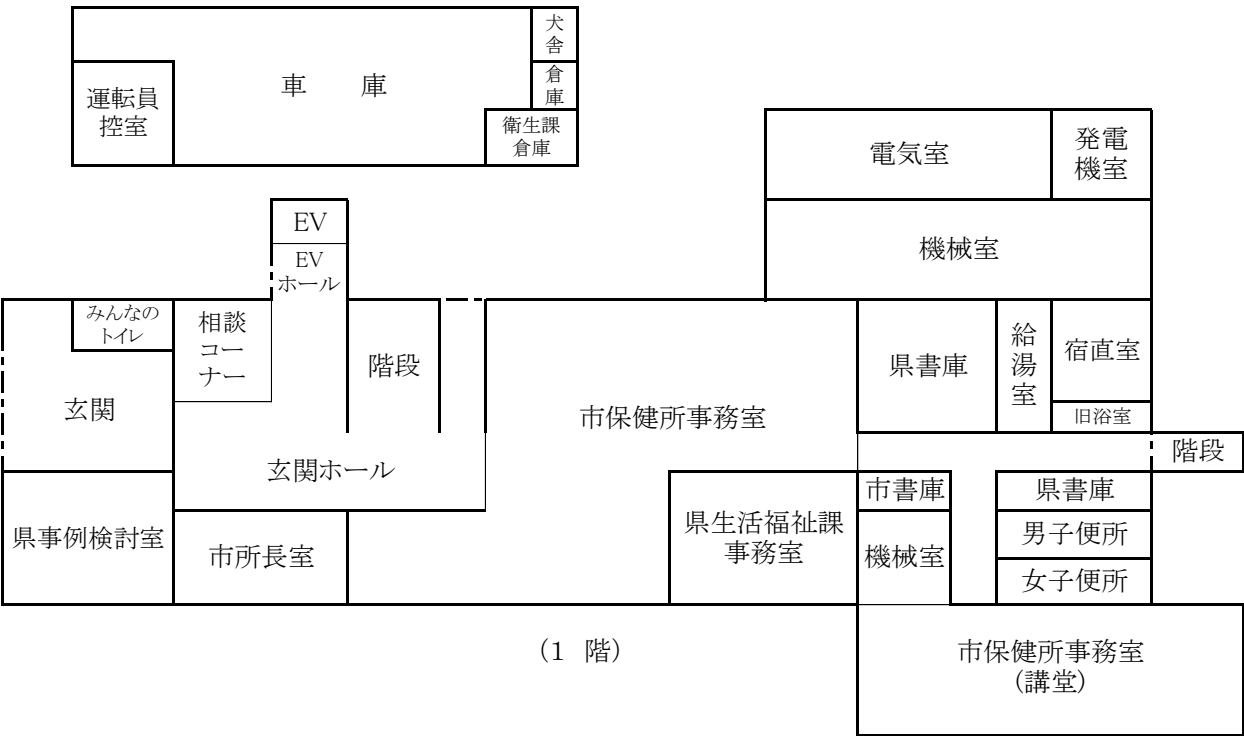 犬
舎
倉
庫
車　庫
運転員
控室
衛生課
倉庫
電気室
発電
機室
EV
EV
ホール
機械室
みんなの
トイレ
相談
コー
ナー
階段
玄関
市保健所事務室
県書庫
給
湯
室
宿直室
旧浴室
階段
玄関ホール
県事例検討室
市所長室
県生活福祉課
事務室
市書庫
機械室
県書庫
男子便所
女子便所
(1 階)
市保健所事務室
(講堂)